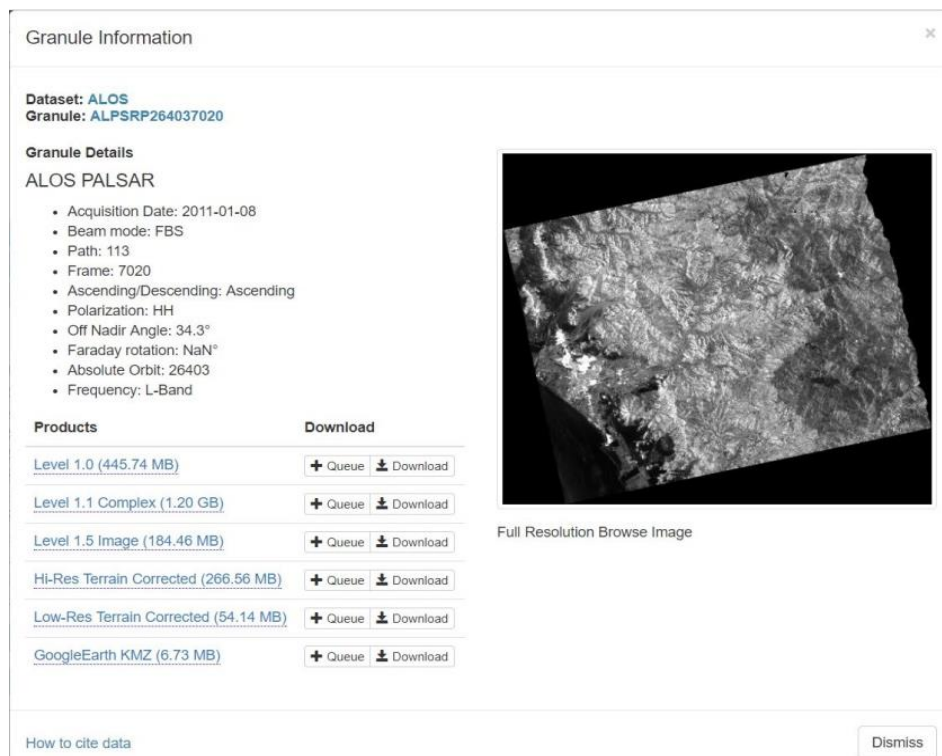 Granule Information
×
Dataset: ALOS
Granule: ALPSRP264037020
Granule Details
ALOS PALSAR
• Acquisition Date: 2011-01-08
• Beam mode: FBS
• Path: 113
• Frame: 7020
• Ascending/Descending: Ascending
• Polarization: HH
• Off Nadir Angle: 34.3°
• Faraday rotation: NaN°
• Absolute Orbit: 26403
• Frequency: L-Band
Products Download
Level 1.0 (445.74 MB) Queue Download
Level 1.1 Complex (1.20 GB) Queue Download
Level 1.5 Image (184.46 MB) Queue Download
Hi-Res Terrain Corrected (266.56 MB) Queue Download
Low-Res Terrain Corrected (54.14 MB) Queue Download
GoogleEarth KMZ (6.73 MB) Queue Download
Full Resolution Browse Image
How to cite data
Dismiss